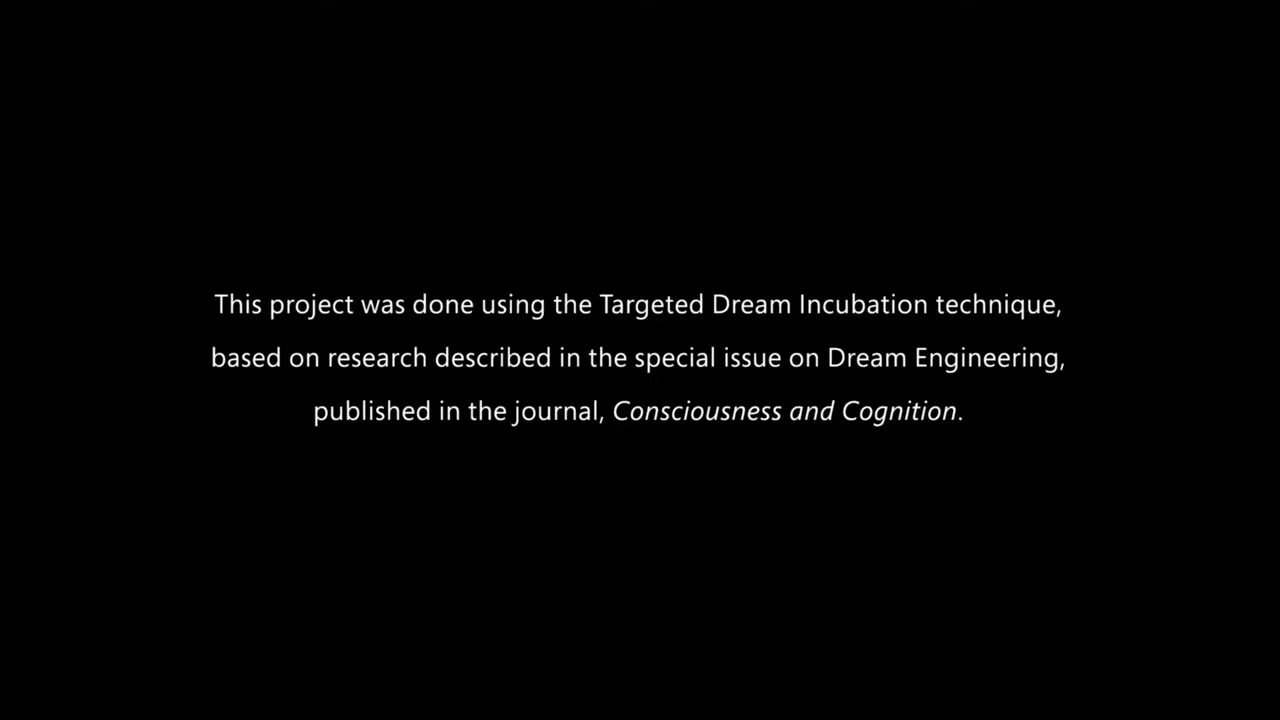 This project was done using the Targeted Dream Incubation technique,
based on research described in the special issue on Dream Engineering,
published in the journal, Consciousness and Cognition.